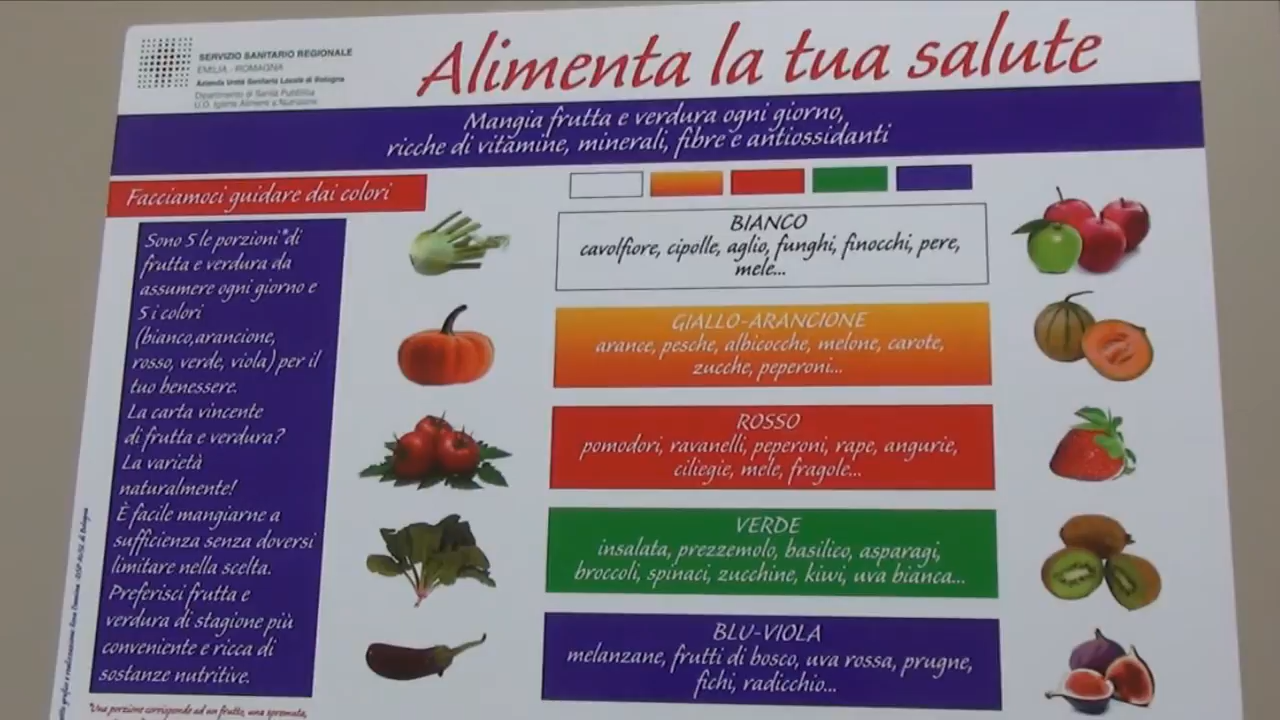 SERVIZIO SANITARIO REGIONALE
EMILIA - ROMAGNA
Azienda Unità Sanitaria Locale di Bologna
Dipartimento di Sanità Pubblica
U.O. Igiene Alimenti e Nutrizione
Alimenta la tua salute
Mangia frutta e verdura ogni giorno,
ricche di vitamine, minerali, fibre e antiossidanti
Facciamoci guidare dai colori
Sono 5 le porzioni*di
frutta e verdura da
assumere ogni giorno e
5 i colori
(bianco,arancione,
rosso, verde, viola) per il
tuo benessere.
La carta vincente
di frutta e verdura?
La varietà
naturalmente!
È facile mangiarne a
sufficienza senza doversi
limitare nella scelta.
Preferisci frutta e
verdura di stagione più
conveniente e ricca di
sostanze nutritive.
BIANCO
cavolfiore, cipolle, aglio, funghi, finocchi, pere,
mele...
GIALLO-ARANCIONE
arance, pesche, albicocche, melone, carote,
zucche, peperoni...
ROSSO
pomodori, ravanelli, peperoni, rape, angurie,
ciliegie, mele, fragole...
VERDE
insalata, prezzemolo, basilico, asparagi,
broccoli, spinaci, zucchine, kiwi, uva bianca...
BLU-VIOLA
melanzane, frutti di bosco, uva rossa, prugne,
fichi, radicchio...
*Una porzione corrisponde ad un frutto, una spremuta,
grafico e realizzazione
di Bologna